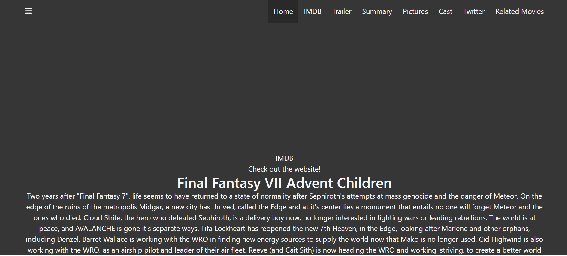 Home IMDB Trailer Summary Pictures Cast Twitter Related Movies
IMDB
Check out the website!
Final Fantasy VII Advent Children
Two years after "Final Fantasy 7", life seems to have returned to a state of normality after Sephiroth's attempts at mass genocide and the danger of Meteor. On the
edge of the ruins of the metropolis Midgar, a new city has thrived, called the Edge and at it's center lies a monument that entails no one will forget Meteor and the
ones who died. Cloud Strife, the hero who defeated Sephiroth, is a delivery boy now, no longer interested in fighting wars or leading rebellions. The world is at
peace, and AVALANCHE is gone it's separate ways. Tifa Lockheart has reopened the new 7th Heaven, in the Edge, looking after Marlene and other orphans,
including Denzel. Barret Wallace is working with the WRO in finding new energy sources to supply the world now that Mako is no longer used. Cid Highwind is also
working with the WRO, as an airship pilot and leader of their air fleet. Reeve (and Cait Sith) is now heading the WRO and working, striving, to create a better world